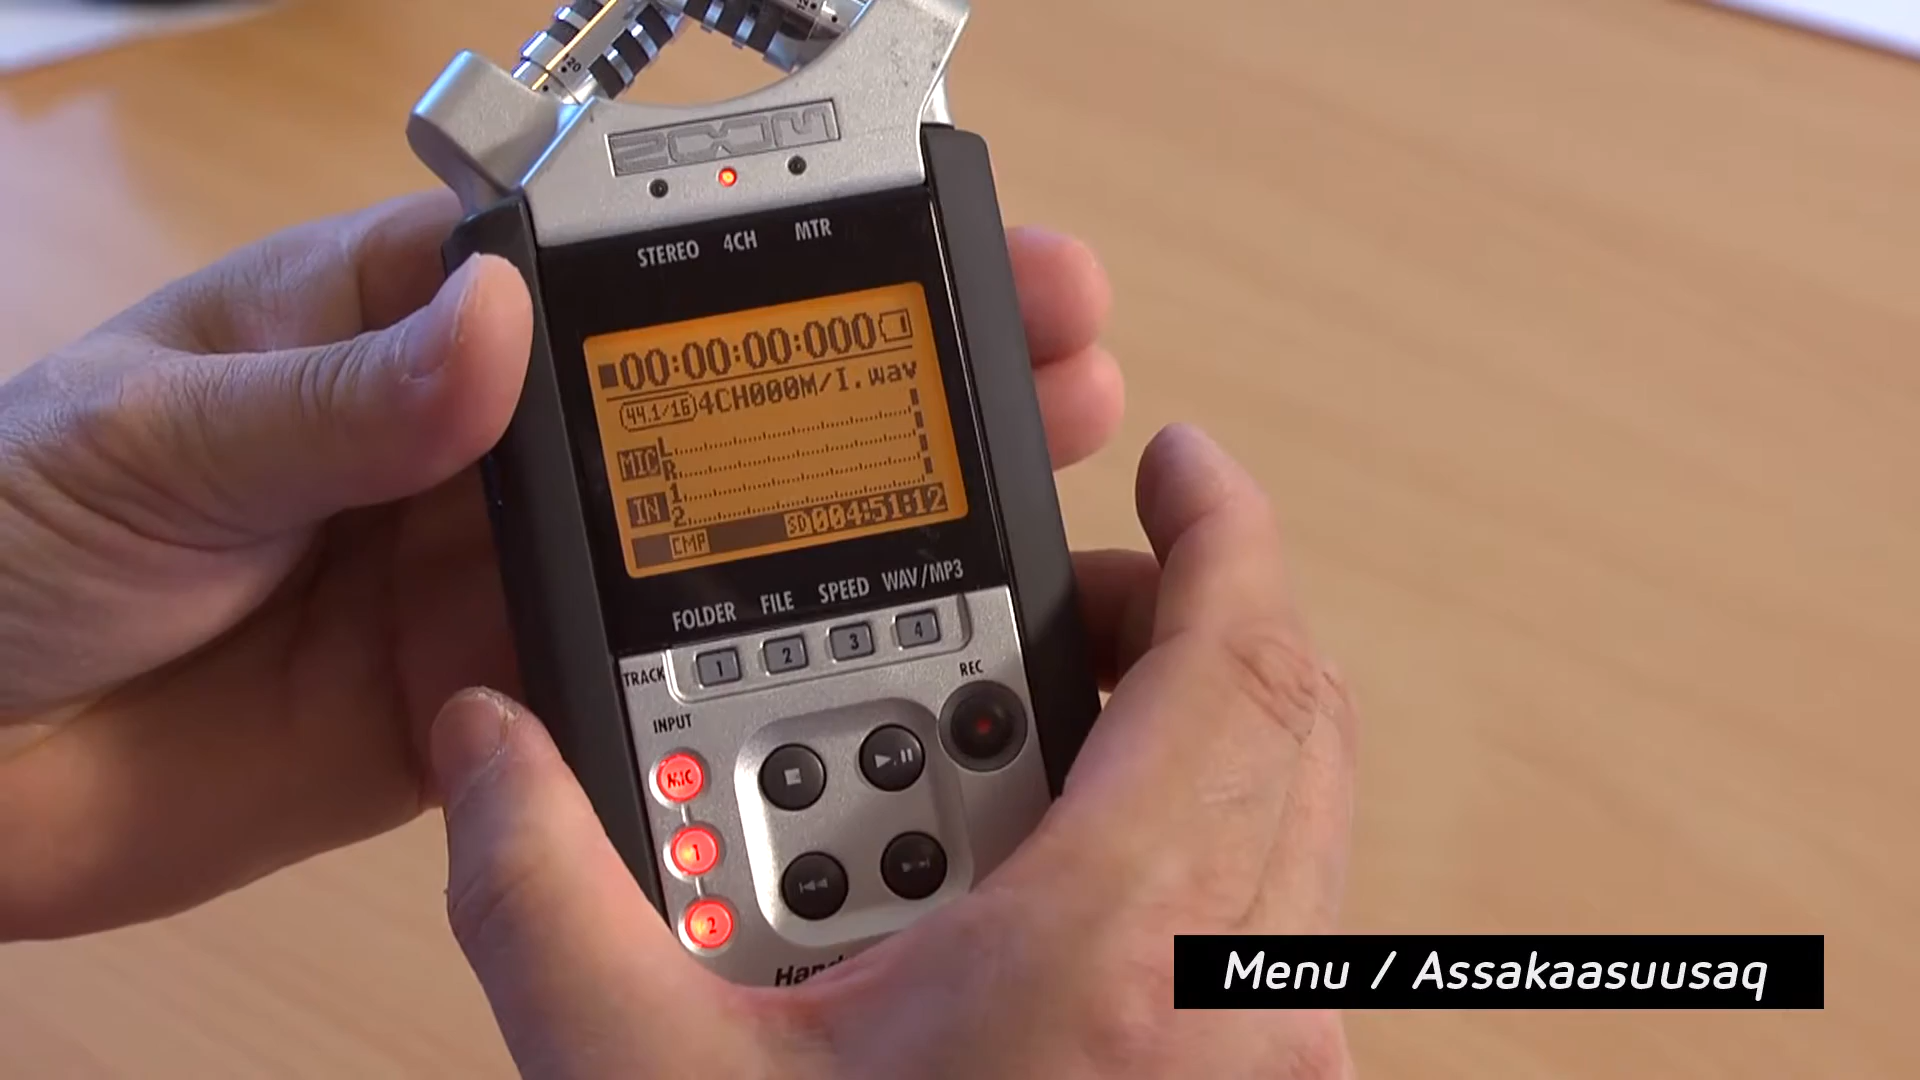 20
12
ZOOM
STEREO 4CH MTR
00:00:00:000
44.1/16 4CH000M/I.wav
MIC L
R
IN 1
2
CMP SD 004:51:12
FOLDER FILE SPEED WAV/MP3
TRACK 1 2 3 4
REC
INPUT
MIC
1
2
Menu / Assakaasuusaq